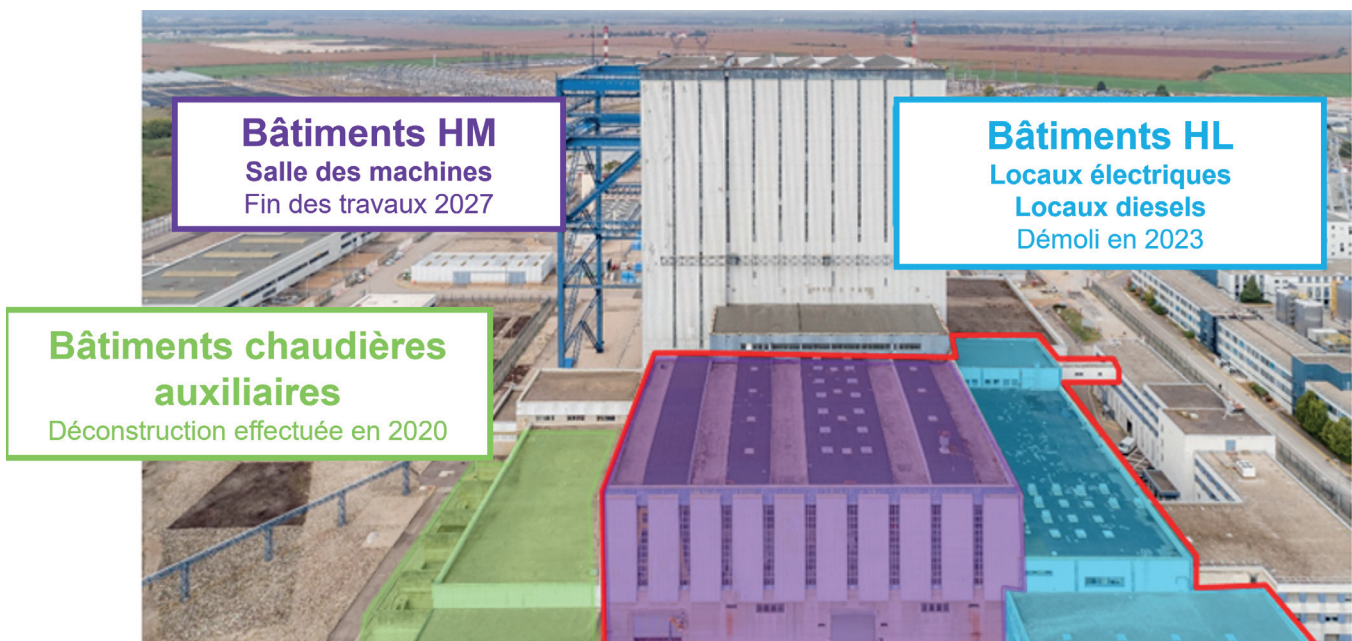 Bâtiments HM
Salle des machines
Fin des travaux 2027
Bâtiments HL
Locaux électriques
Locaux diesels
Démoli en 2023
Bâtiments chaudières
auxiliaires
Déconstruction effectuée en 2020